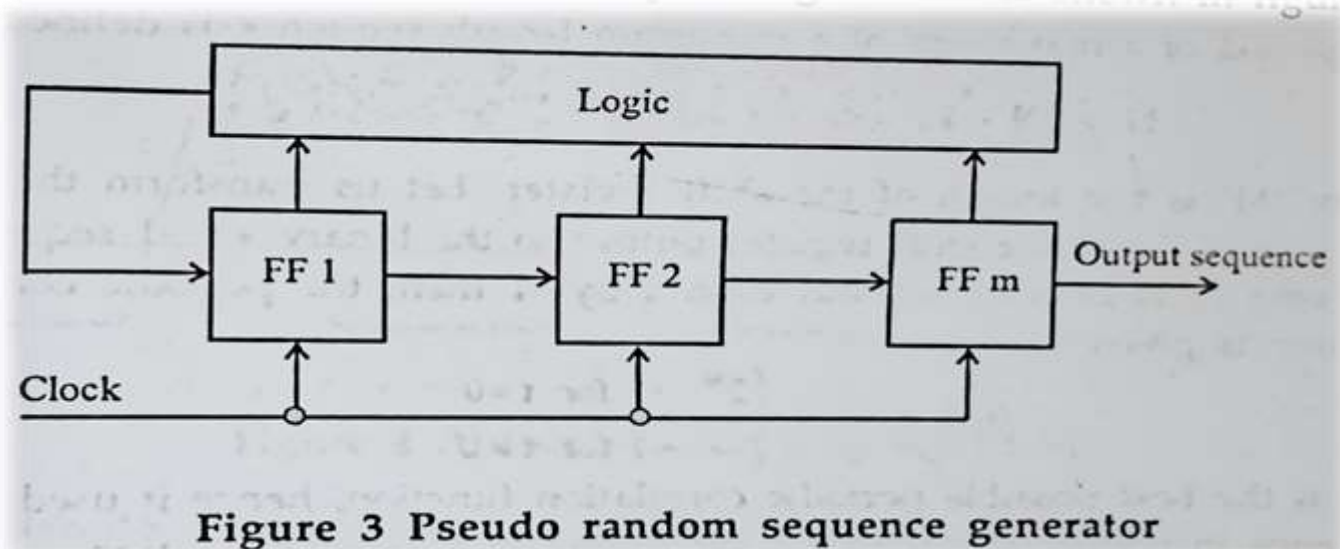 Logic
FF 1
FF 2
FF m
Output sequence
Clock
Figure 3 Pseudo random sequence generator